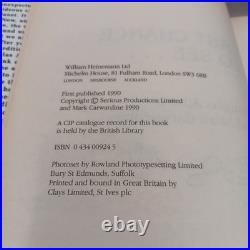 William Heinemann Ltd
Michelin House, 81 Fulham Road, London SW3 6RB
LONDON MELBOURNE AUCKLAND
First published 1990
Copyright © Serious Productions Limited
and Mark Carwardine 1990
A CIP catalogue record for this book
is held by the British Library
ISBN 0 434 00924 5
Photoset by Rowland Phototypesetting Limited
Bury St Edmunds, Suffolk
Printed and bound in Great Britain by
Clays Limited, St Ives plc